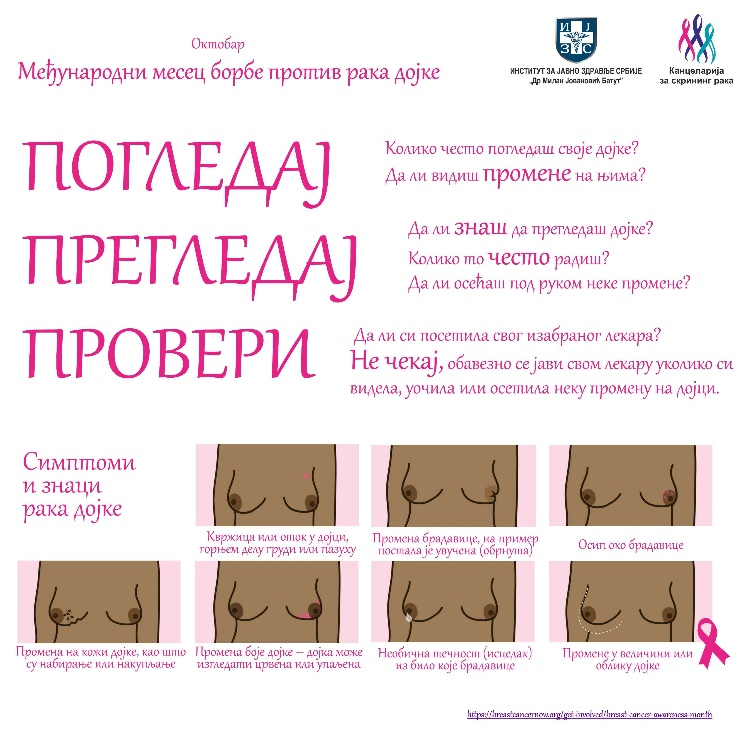 Октобар
Међународни месец борбе против рака дојке
ИЈЗС
ИНСТИТУТ ЗА ЈАВНО ЗДРАВЉЕ СРБИЈЕ
„Др Милан Јовановић Батут“
Канцеларија
за скрининг рака
ПОГЛЕДАЈ
Колико често погледаш своје дојке?
Да ли видиш промене на њима?
ПРЕГЛЕДАЈ
Да ли знаш да прегледаш дојке?
Колико то често радиш?
Да ли осећаш под руком неке промене?
ПРОВЕРИ
Да ли си посетила свог изабраног лекара?
Не чекај, обавезно се јави свом лекару уколико си
видела, уочила или осетила неку промену на дојци.
Симптоми
и знаци
рака дојке
Квржица или оток у дојци,
горњем делу груди или пазуху
Промена брадавице, на пример
постала је увучена (обрнута)
Осип око брадавице
Промена на кожи дојке, као што
су набирање или накупљање
Промена боје дојке – дојка може
изгледати црвена или упаљена
Необична течност (исцедак)
из било које брадавице
Промене у величини или
облику дојке
https://breastcancernow.org/get-involved/breast-cancer-awareness-month